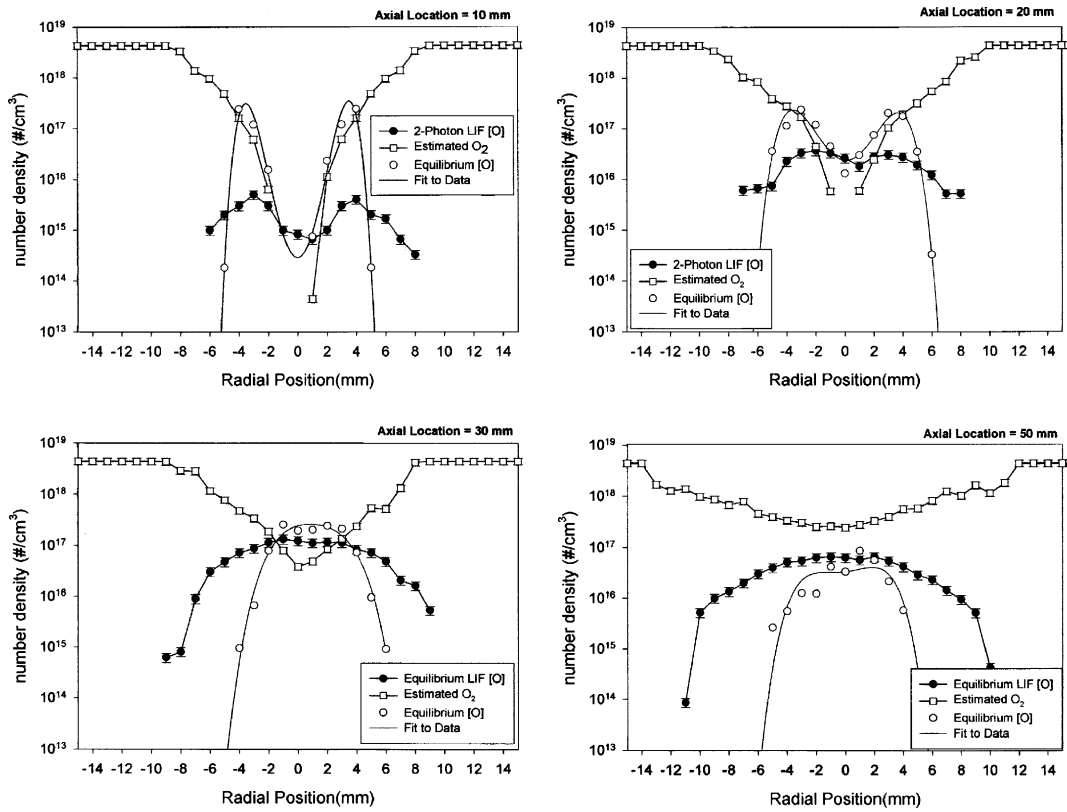 Axial Location = 10 mm
number density (#/cm³)
10¹⁹
10¹⁸
10¹⁷
10¹⁶
10¹⁵
10¹⁴
10¹³
2-Photon LIF [O]
Estimated O₂
Equilibrium [O]
Fit to Data
-14 -12 -10 -8 -6 -4 -2 0 2 4 6 8 10 12 14
Radial Position(mm)
Axial Location = 20 mm
number density (#/cm³)
10¹⁹
10¹⁸
10¹⁷
10¹⁶
10¹⁵
10¹⁴
10¹³
2-Photon LIF [O]
Estimated O₂
Equilibrium [O]
Fit to Data
-14 -12 -10 -8 -6 -4 -2 0 2 4 6 8 10 12 14
Radial Position(mm)
Axial Location = 30 mm
number density (#/cm³)
10¹⁹
10¹⁸
10¹⁷
10¹⁶
10¹⁵
10¹⁴
10¹³
Equilibrium LIF [O]
Estimated O₂
Equilibrium [O]
Fit to Data
-14 -12 -10 -8 -6 -4 -2 0 2 4 6 8 10 12 14
Radial Position(mm)
Axial Location = 50 mm
number density (#/cm³)
10¹⁹
10¹⁸
10¹⁷
10¹⁶
10¹⁵
10¹⁴
10¹³
Equilibrium LIF [O]
Estimated O₂
Equilibrium [O]
Fit to Data
-14 -12 -10 -8 -6 -4 -2 0 2 4 6 8 10 12 14
Radial Position(mm)